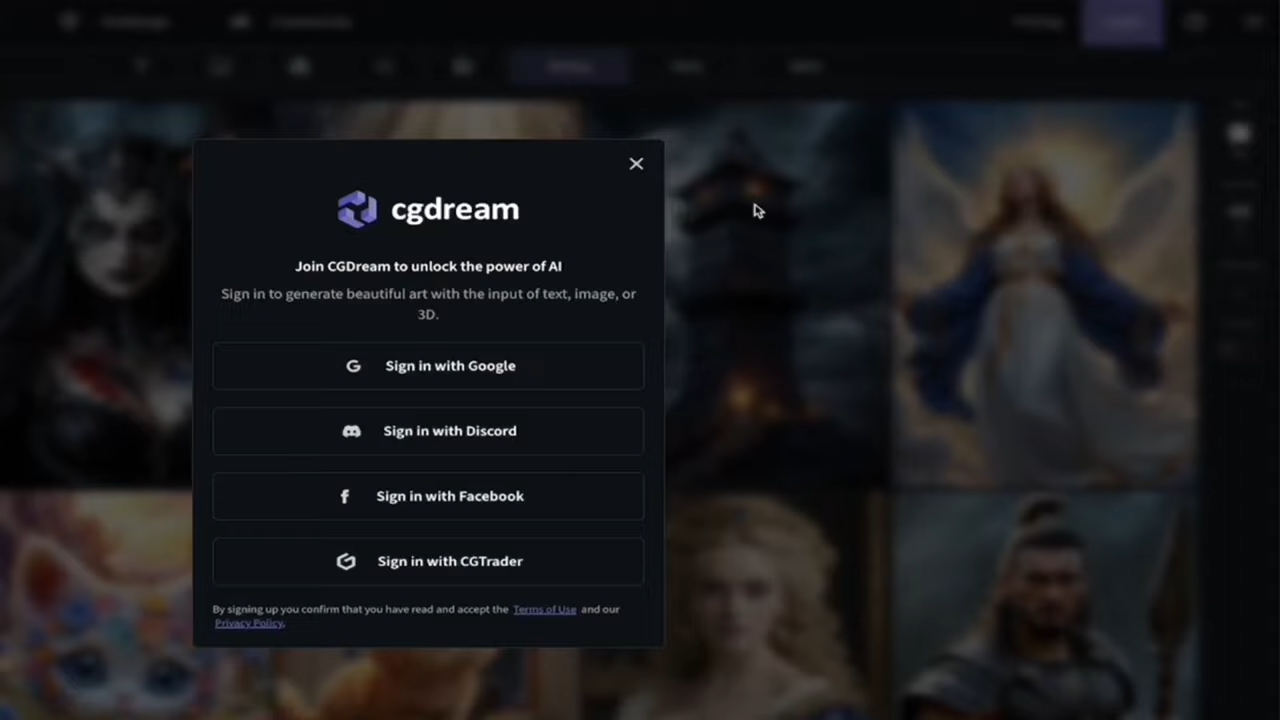 cgdream
Join CGDream to unlock the power of AI
Sign in to generate beautiful art with the input of text, image, or
3D.
Sign in with Google
Sign in with Discord
Sign in with Facebook
Sign in with CGTrader
By signing up you confirm that you have read and accept the Terms of Use and our
Privacy Policy.